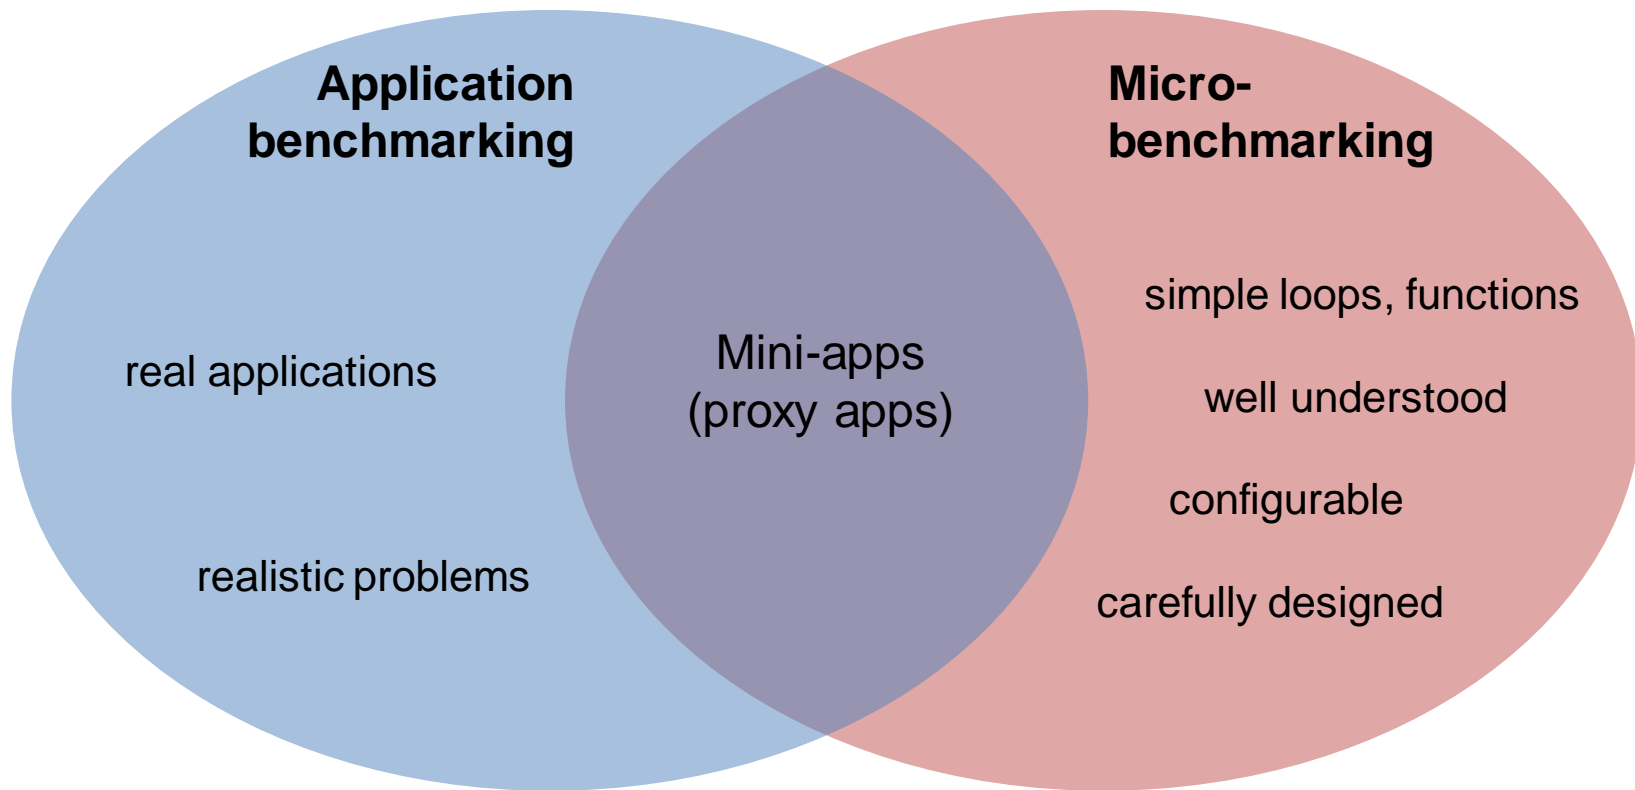 Application
benchmarking
real applications
realistic problems
Mini-apps
(proxy apps)
Micro-
benchmarking
simple loops, functions
well understood
configurable
carefully designed